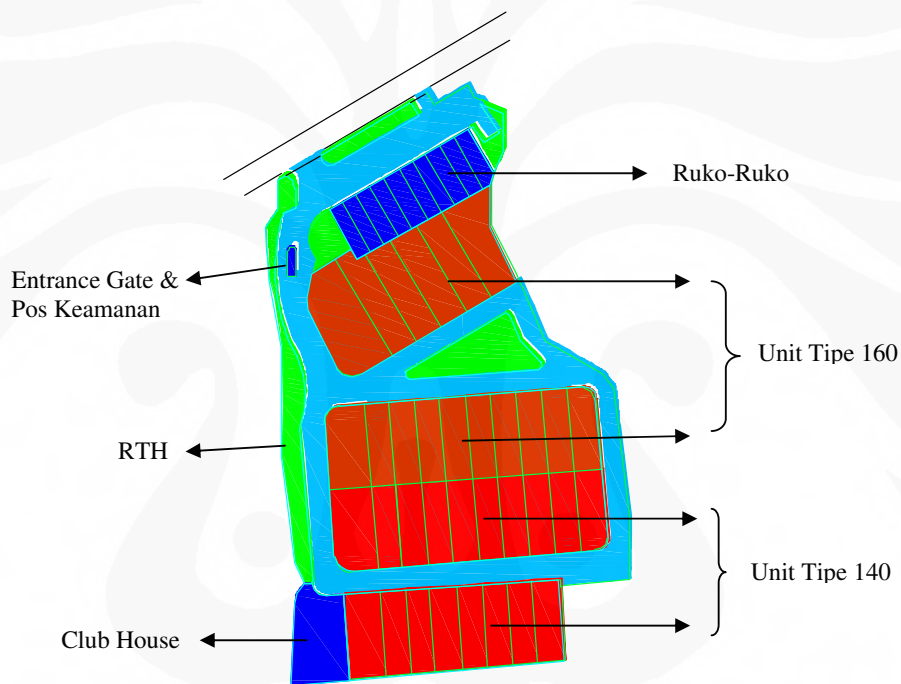 Ruko-Ruko
Entrance Gate &
Pos Keamanan
Unit Tipe 160
RTH
Unit Tipe 140
Club House